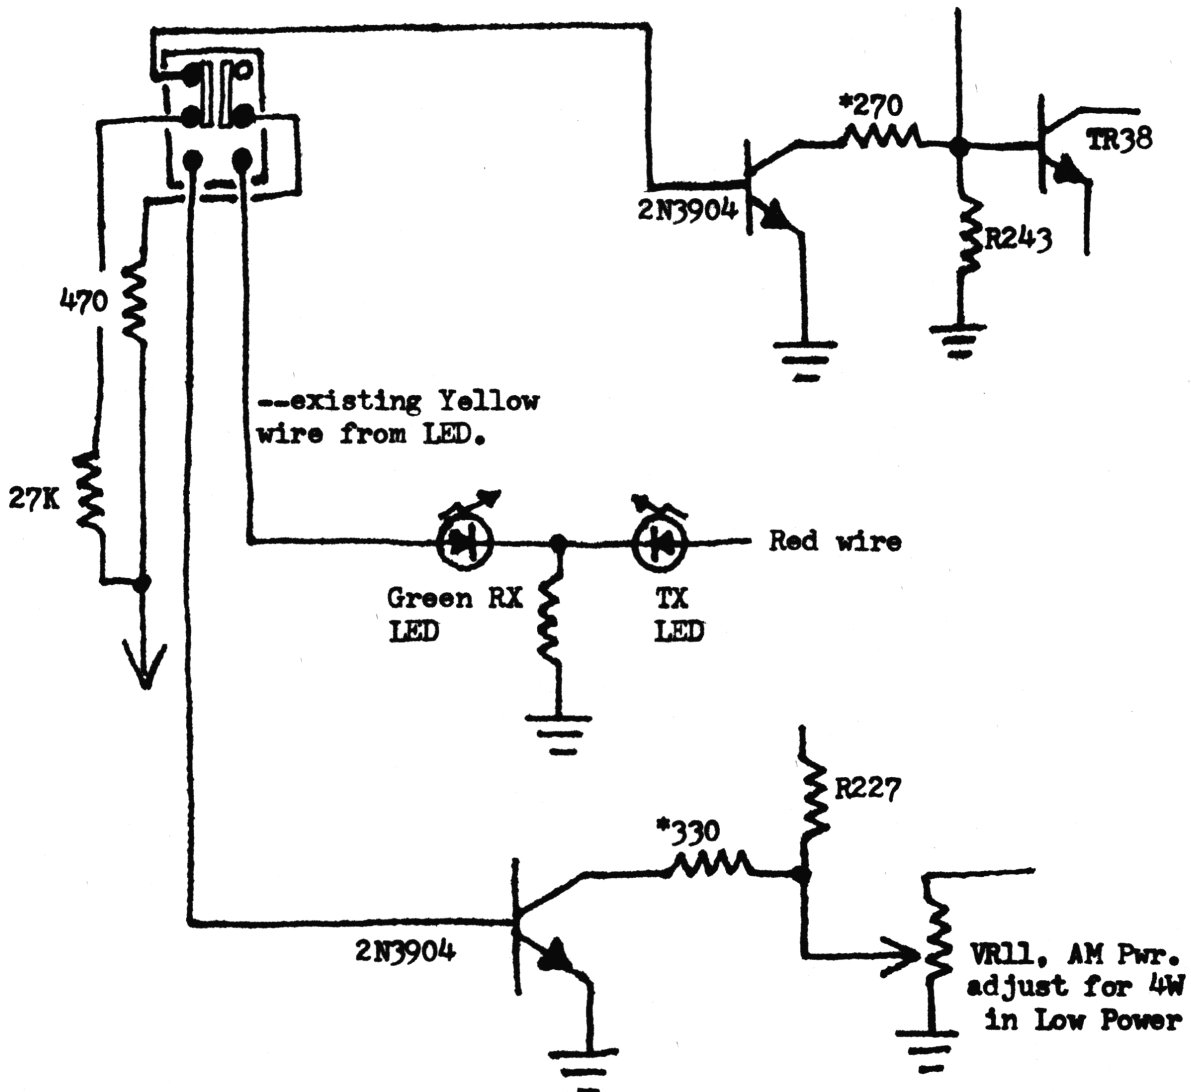 *270
TR38
2N3904
R243
470
--existing Yellow
wire from LED.
27K
Red wire
Green RX
LED
TX
LED
R227
*330
2N3904
VR11, AM Pwr.
adjust for 4W
in Low Power